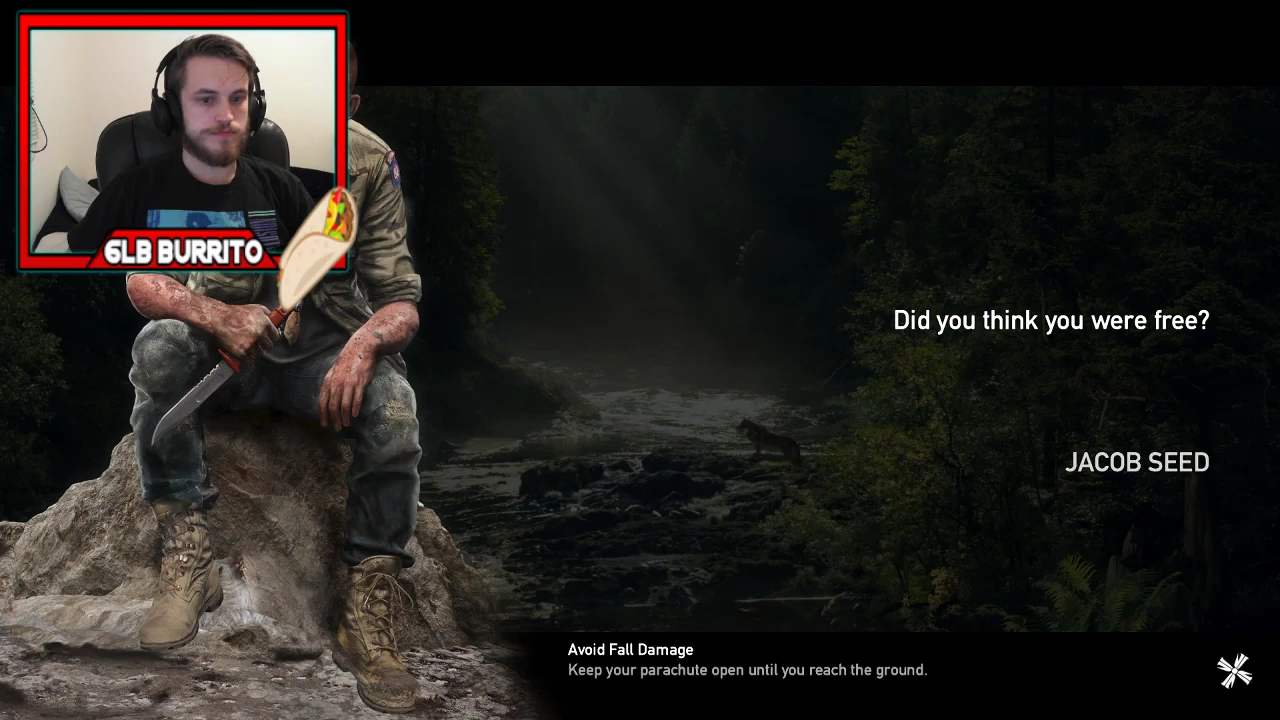 6LB BURRITO
Did you think you were free?
JACOB SEED
Avoid Fall Damage
Keep your parachute open until you reach the ground.